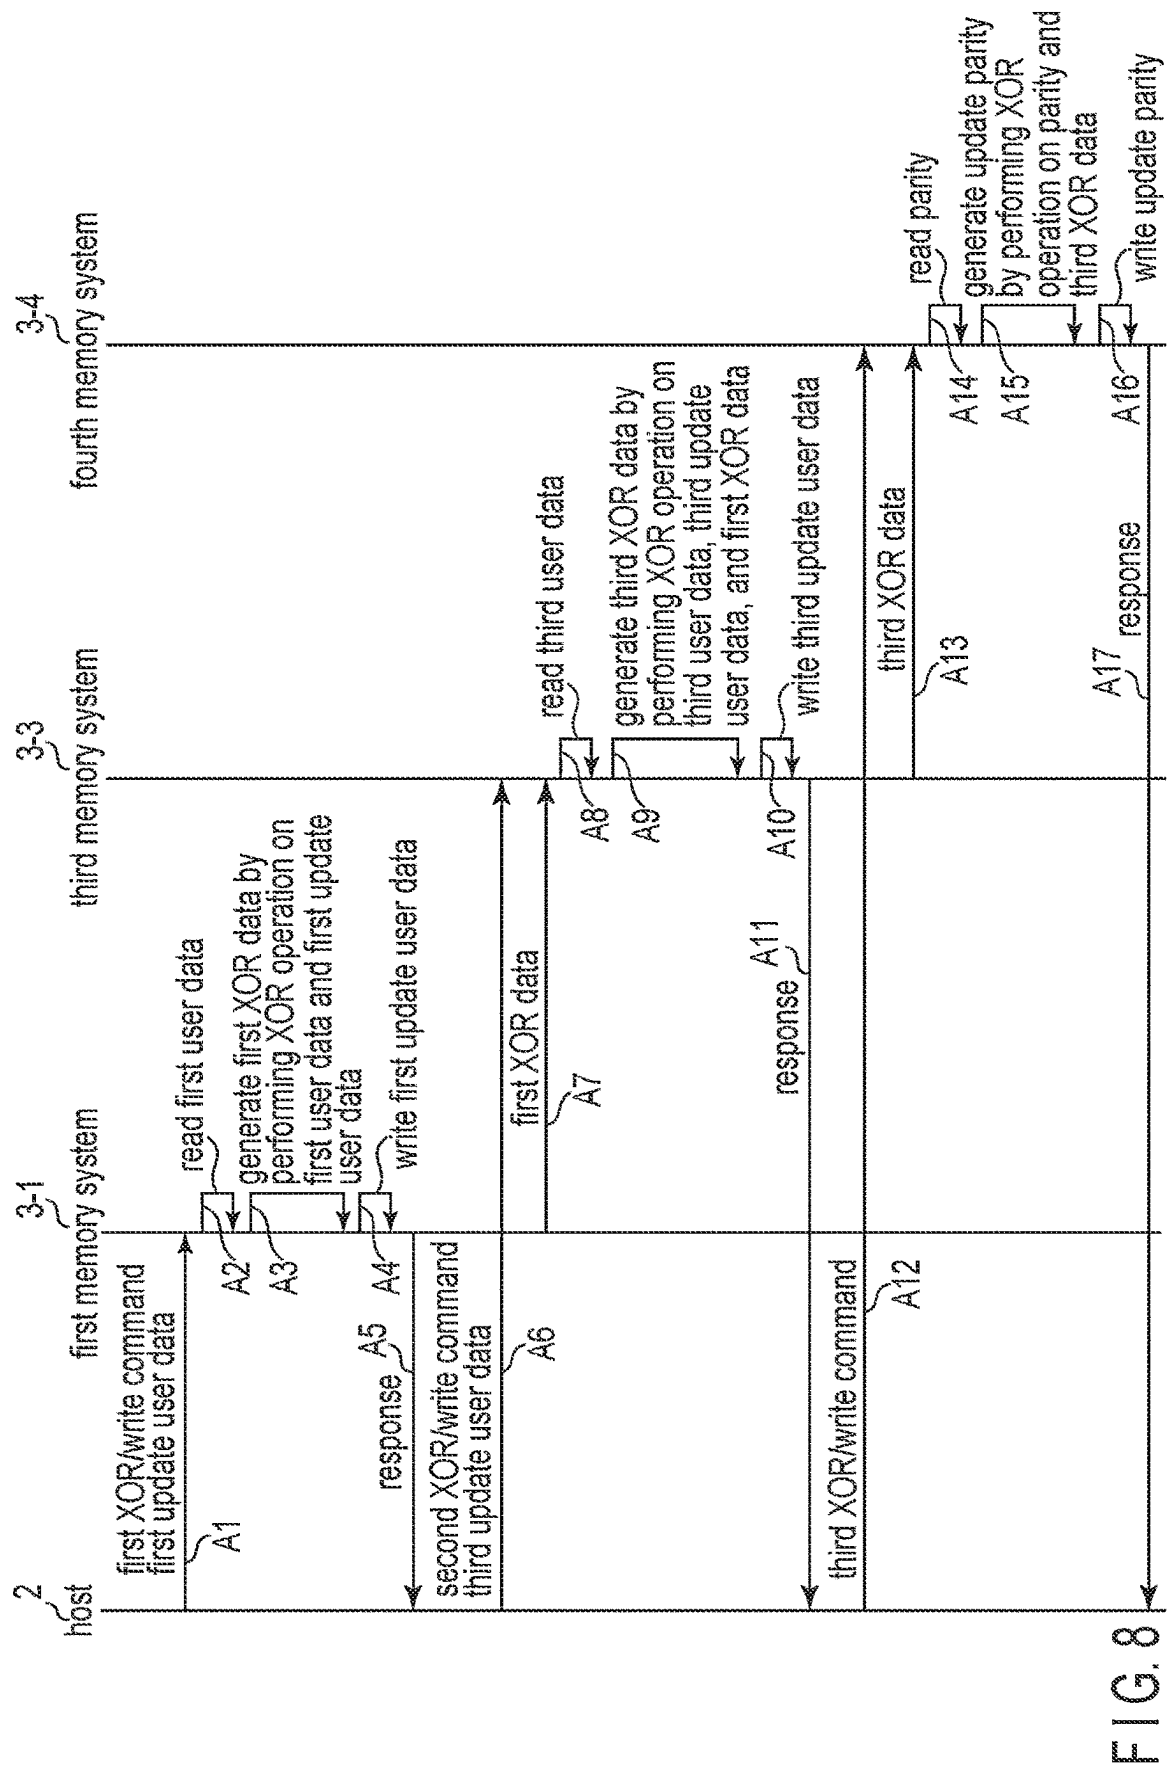 2
host
3-1
first memory system
3-3
third memory system
3-4
fourth memory system
first XOR/write command
first update user data
A1
read first user data
A2
generate first XOR data by
performing XOR operation on
first user data and first update
user data
A3
write first update user data
A4
response
A5
second XOR/write command
third update user data
A6
first XOR data
A7
read third user data
A8
generate third XOR data by
performing XOR operation on
third user data, third update
user data, and first XOR data
A9
write third update user data
A10
response
A11
third XOR/write command
A12
third XOR data
A13
read parity
A14
generate update parity
by performing XOR
operation on parity and
third XOR data
A15
write update parity
A16
response
A17
FIG. 8